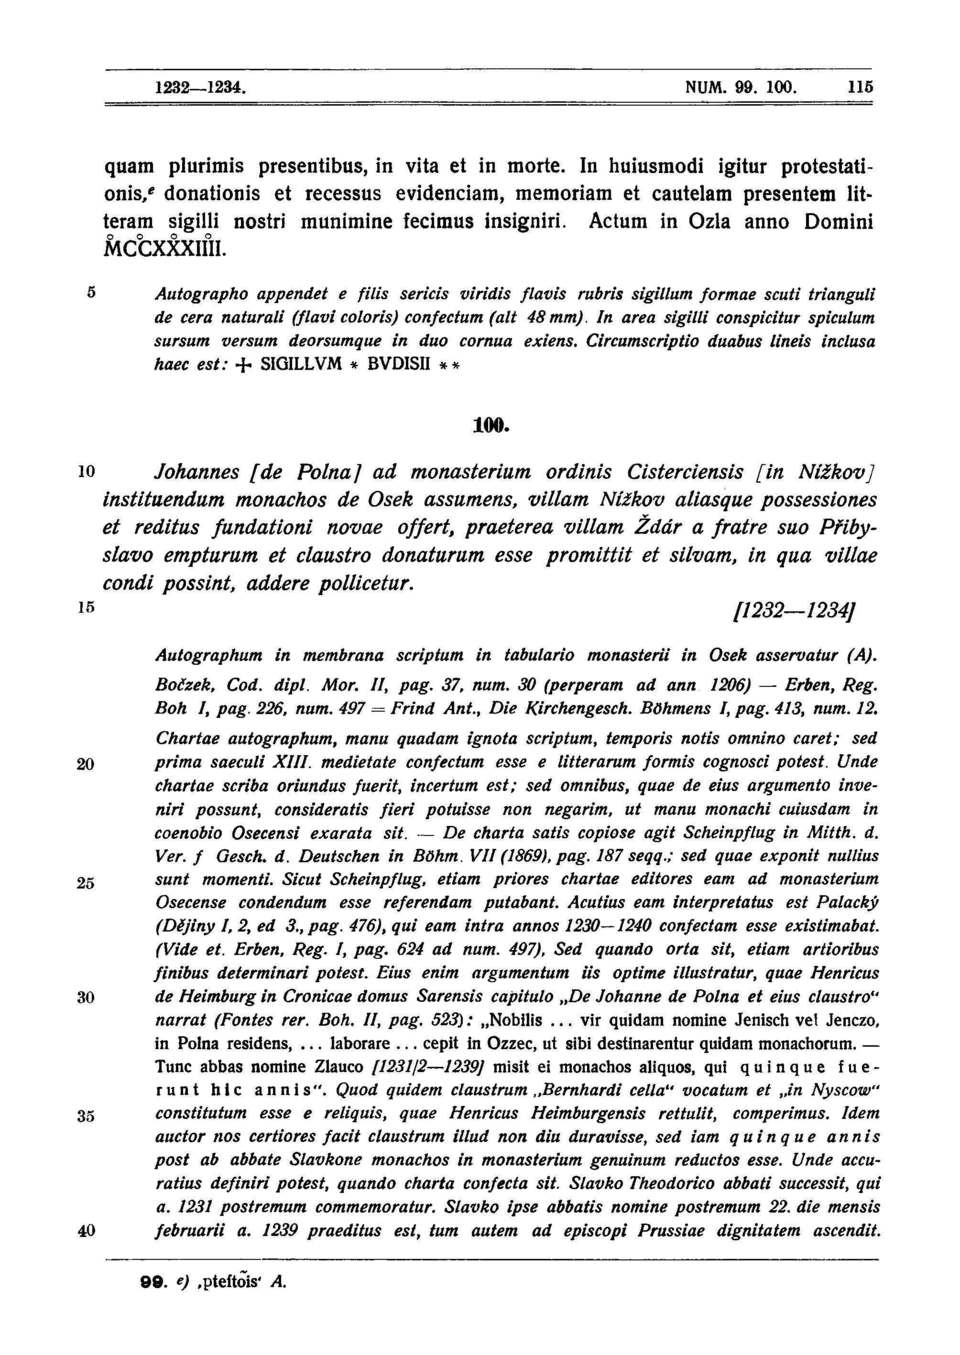 1232—1234. NUM. 99. 100. 115
quam plurimis presentibus, in vita et in morte. In huiusmodi igitur protestati-
onis,e donationis et recessus evidenciam, memoriam et cautelam presentem lit-
teram sigilli nostri munimine fecimus insigniri. Actum in Ozla anno Domini
M̊CC̊XX̊XIII̊I.
5 Autographo appendet e filis sericis viridis flavis rubris sigillum formae scuti trianguli
de cera naturali (flavi coloris) confectum (alt 48 mm). In area sigilli conspicitur spiculum
sursum versum deorsumque in duo cornua exiens. Circumscriptio duabus lineis inclusa
haec est: + SIGILLVM * BVDISII * *
100.
10 Johannes [de Polna] ad monasterium ordinis Cisterciensis [in Nížkov]
instituendum monachos de Osek assumens, villam Nížkov aliasque possessiones
et reditus fundationi novae offert, praeterea villam Ždár a fratre suo Přiby-
slavo empturum et claustro donaturum esse promittit et silvam, in qua villae
condi possint, addere pollicetur.
15 [1232—1234]
Autographum in membrana scriptum in tabulario monasterii in Osek asservatur (A).
Bočzek, Cod. dipl. Mor. II, pag. 37, num. 30 (perperam ad ann 1206) — Erben, Reg.
Boh I, pag. 226, num. 497 = Frind Ant., Die Kirchengesch. Böhmens I, pag. 413, num. 12.
Chartae autographum, manu quadam ignota scriptum, temporis notis omnino caret; sed
20 prima saeculi XIII. medietate confectum esse e litterarum formis cognosci potest. Unde
chartae scriba oriundus fuerit, incertum est; sed omnibus, quae de eius argumento inve-
niri possunt, consideratis fieri potuisse non negarim, ut manu monachi cuiusdam in
coenobio Osecensi exarata sit. — De charta satis copiose agit Scheinpflug in Mitth. d.
Ver. f Gesch. d. Deutschen in Böhm. VII (1869), pag. 187 seqq.; sed quae exponit nullius
25 sunt momenti. Sicut Scheinpflug, etiam priores chartae editores eam ad monasterium
Osecense condendum esse referendam putabant. Acutius eam interpretatus est Palacký
(Dějiny I, 2, ed 3., pag. 476), qui eam intra annos 1230—1240 confectam esse existimabat.
(Vide et. Erben, Reg. I, pag. 624 ad num. 497), Sed quando orta sit, etiam artioribus
finibus determinari potest. Eius enim argumentum iis optime illustratur, quae Henricus
30 de Heimburg in Cronicae domus Sarensis capitulo „De Johanne de Polna et eius claustro“
narrat (Fontes rer. Boh. II, pag. 523): „Nobilis ... vir quidam nomine Jenisch vel Jenczo,
in Polna residens, ... laborare ... cepit in Ozzec, ut sibi destinarentur quidam monachorum. —
Tunc abbas nomine Zlauco [1231/2—1239] misit ei monachos aliquos, qui quinque fue-
runt hic annis“. Quod quidem claustrum „Bernhardi cella“ vocatum et „in Nyscow“
35 constitutum esse e reliquis, quae Henricus Heimburgensis rettulit, comperimus. Idem
auctor nos certiores facit claustrum illud non diu duravisse, sed iam quinque annis
post ab abbate Slavkone monachos in monasterium genuinum reductos esse. Unde accu-
ratius definiri potest, quando charta confecta sit. Slavko Theodorico abbati successit, qui
a. 1231 postremum commemoratur. Slavko ipse abbatis nomine postremum 22. die mensis
40 februarii a. 1239 praeditus est, tum autem ad episcopi Prussiae dignitatem ascendit.
99. e) ‚pteſtõis‘ A.